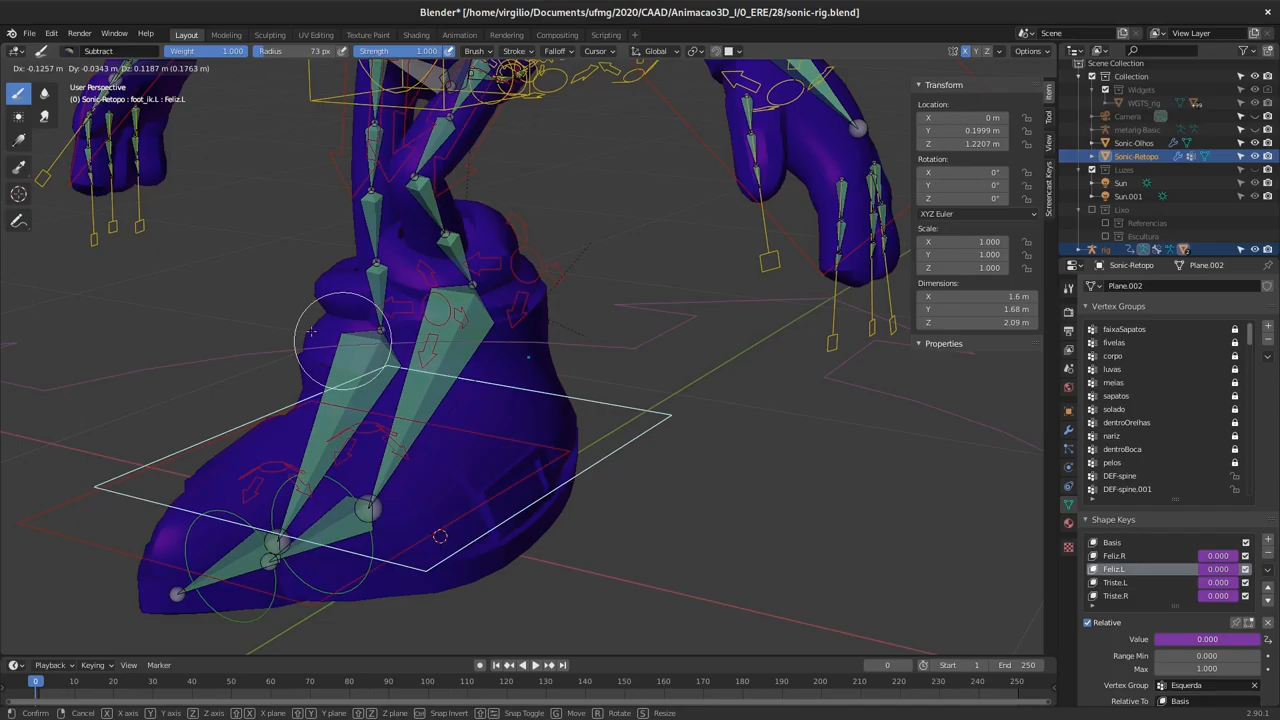 Blender* [/home/virgilio/Documents/ufmg/2020/CAAD/Animacao3D_I/0_ERE/28/sonic-rig.blend]
File Edit Render Window Help Layout Modeling Sculpting UV Editing Texture Paint Shading Animation Rendering Compositing Scripting + Scene View Layer
Subtract Weight 1.000 Radius 73 px Strength 1.000 Brush Stroke Falloff Cursor Global X Y Z Options
Dx: -0.1257 m Dy: -0.0343 m Dz: 0.1187 m (0.1763 m)
User Perspective
(0) Sonic-Retopo : foot_ik.L : Feliz.L
Transform
Location:
X 0 m
Y 0.1999 m
Z 1.2207 m
Rotation:
X 0°
Y 0°
Z 0°
XYZ Euler
Scale:
X 1.000
Y 1.000
Z 1.000
Dimensions:
X 1.6 m
Y 1.68 m
Z 2.09 m
Properties
Item
Tool
View
Screencast Keys
Scene Collection
Collection
Widgets
WGTS_rig
Camera
metarig-Basic
Sonic-Olhos
Sonic-Retopo
Luzes
Sun
Sun.001
Lixo
Referencias
Escultura
rig
Sonic-Retopo Plane.002
Plane.002
Vertex Groups
faixaSapatos
fivelas
corpo
luvas
meias
sapatos
solado
dentroOrelhas
nariz
dentroBoca
pelos
DEF-spine
DEF-spine.001
Shape Keys
Basis
Feliz.R 0.000
Feliz.L 0.000
Triste.L 0.000
Triste.R 0.000
Relative
Value 0.000
Range Min 0.000
Max 1.000
Vertex Group Esquerda
Relative To Basis
Playback Keying View Marker 0 Start 1 End 250
0 10 20 30 40 50 60 70 80 90 100 110 120 130 140 150 160 170 180 190 200 210 220 230 240 250
Confirm Cancel X X axis Y Y axis Z Z axis X X plane Y Y plane Z Z plane Ctrl Snap Invert Snap Toggle G Move R Rotate S Resize 2.90.1